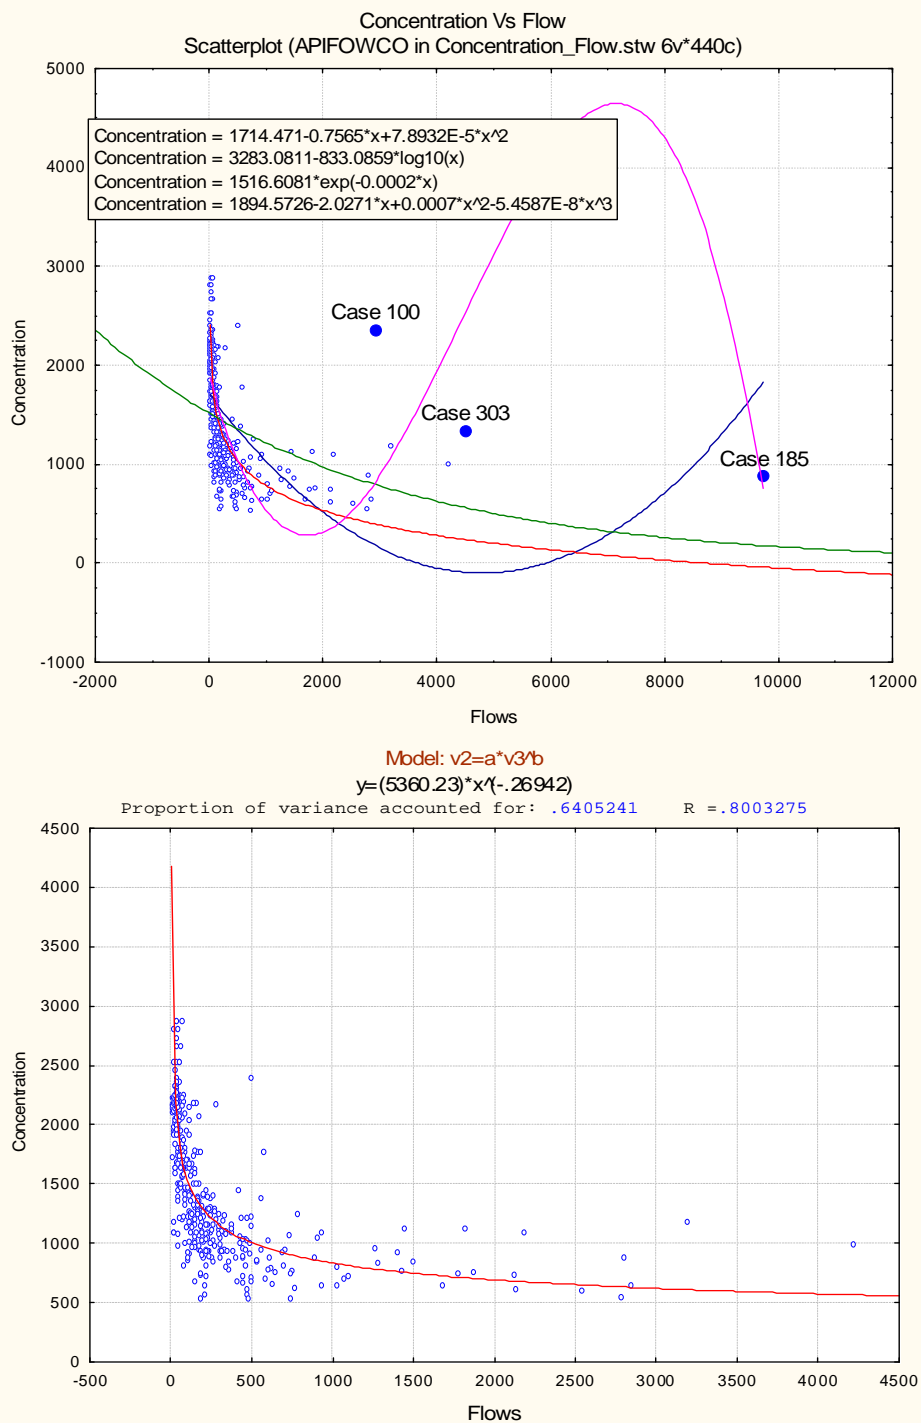 Concentration Vs Flow
Scatterplot (APIFOWCO in Concentration_Flow.stw 6v*440c)
5000
Concentration = 1714.471-0.7565*x+7.8932E-5*x^2
Concentration = 3283.0811-833.0859*log10(x)
Concentration = 1516.6081*exp(-0.0002*x)
Concentration = 1894.5726-2.0271*x+0.0007*x^2-5.4587E-8*x^3
4000
3000
Case 100
2000
Case 303
1000
Case 185
0
-1000
Concentration
-2000 0 2000 4000 6000 8000 10000 12000
Flows
Model: v2=a*v3^b
y=(5360.23)*x^(-.26942)
Proportion of variance accounted for: .6405241 R =.8003275
4500
4000
3500
3000
2500
2000
1500
1000
500
0
Concentration
-500 0 500 1000 1500 2000 2500 3000 3500 4000 4500
Flows